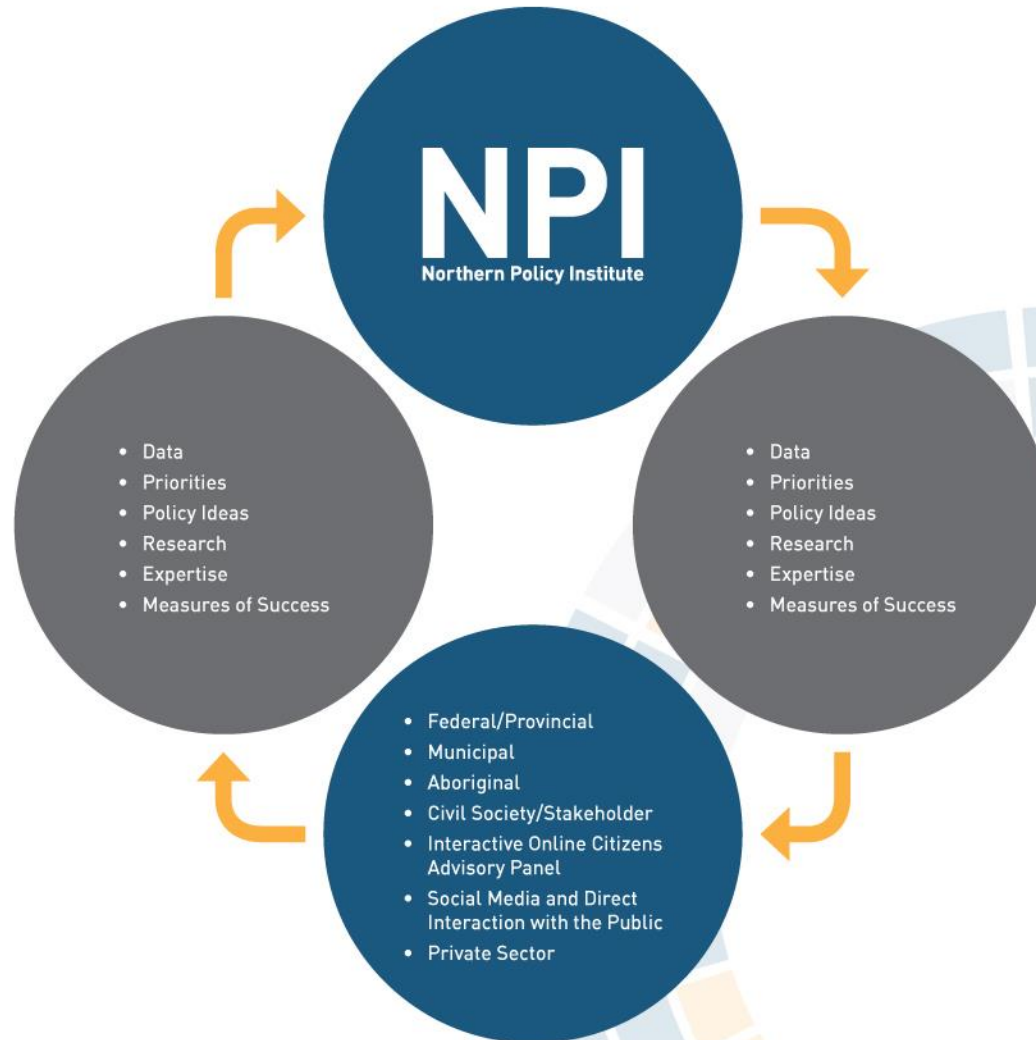 NPI
Northern Policy Institute
• Data
• Priorities
• Policy Ideas
• Research
• Expertise
• Measures of Success
• Data
• Priorities
• Policy Ideas
• Research
• Expertise
• Measures of Success
• Federal/Provincial
• Municipal
• Aboriginal
• Civil Society/Stakeholder
• Interactive Online Citizens
Advisory Panel
• Social Media and Direct
Interaction with the Public
• Private Sector